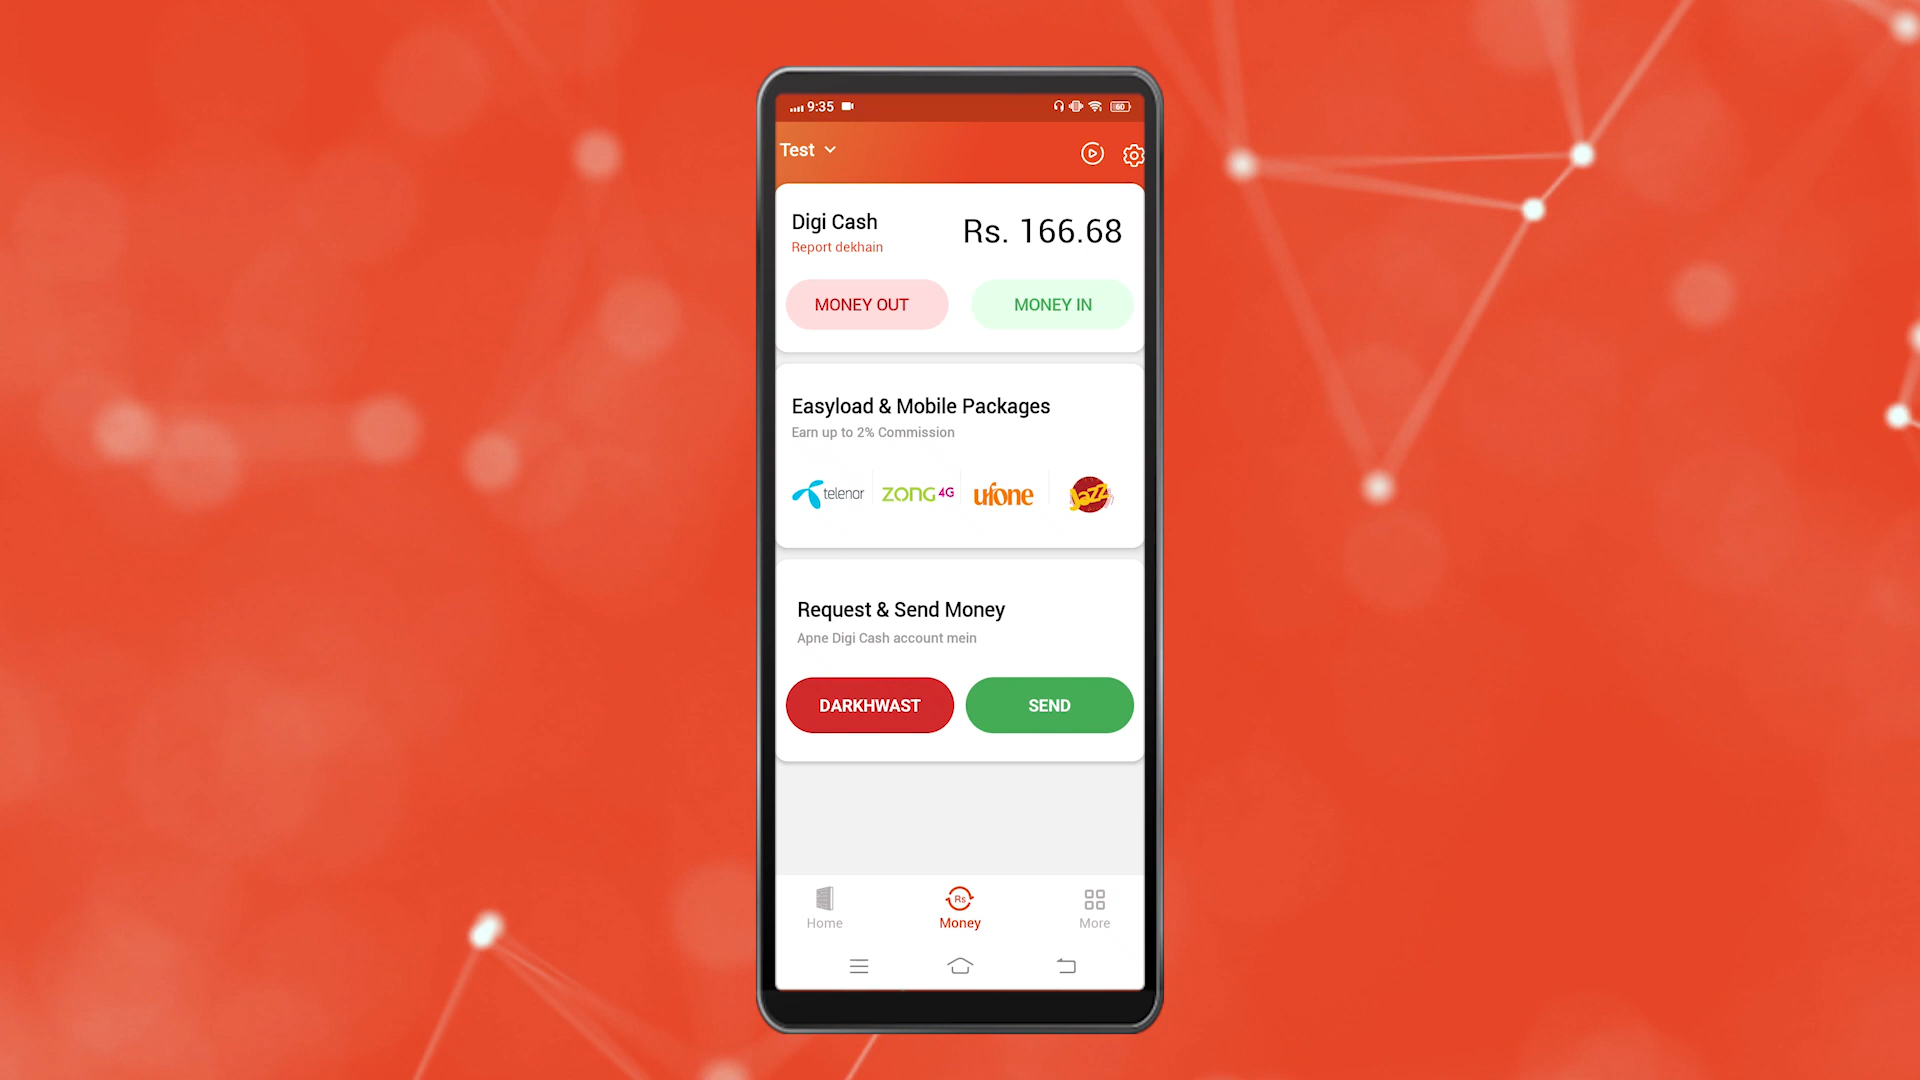 9:35
60
Test
Digi Cash
Rs. 166.68
Report dekhain
MONEY OUT
MONEY IN
Easyload & Mobile Packages
Earn up to 2% Commission
telenor
ZONG 4G
ufone
Jazz
Request & Send Money
Apne Digi Cash account mein
DARKHWAST
SEND
Rs
Home
Money
More